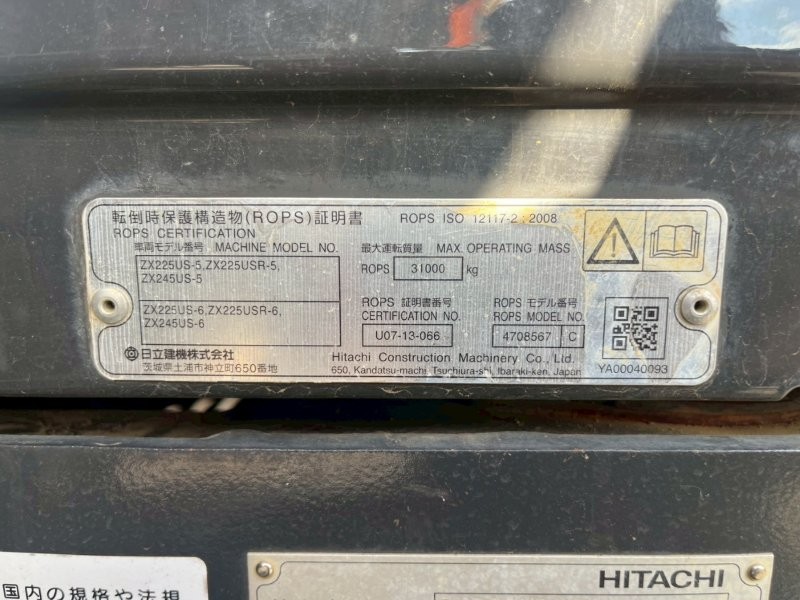 転倒時保護構造物(ROPS)証明書 ROPS ISO 12117-2 : 2008
ROPS CERTIFICATION
車両モデル番号 MACHINE MODEL NO.
ZX225US-5,ZX225USR-5,
ZX245US-5
ZX225US-6,ZX225USR-6,
ZX245US-6
最大運転質量 MAX. OPERATING MASS
ROPS 31000 kg
ROPS 証明書番号
CERTIFICATION NO.
U07-13-066
ROPS モデル番号
ROPS MODEL NO.
4708567 C
YA00040093
日立建機株式会社
茨城県土浦市神立町650番地
Hitachi Construction Machinery Co., Ltd.
650, Kandatsu-machi, Tsuchiura-shi, Ibaraki-ken, Japan
国内の規格や法規
HITACHI